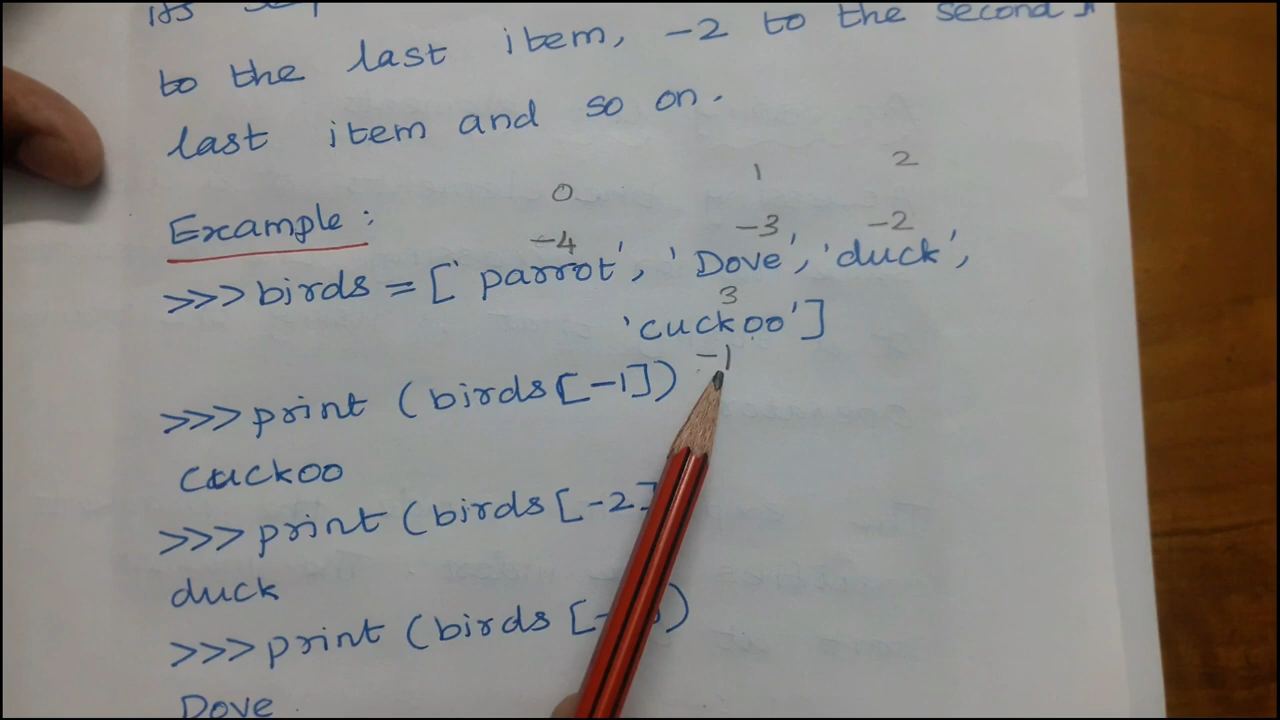 its
to the last item, -2 to the second
last item and so on.
0 1 2
Example :
-4 -3 -2
>>> birds = ['parrot', 'Dove', 'duck',
3
'cuckoo']
-1
>>> print (birds [-1])
cuckoo
>>> print (birds [-2]
duck
>>> print (birds [-
Dove